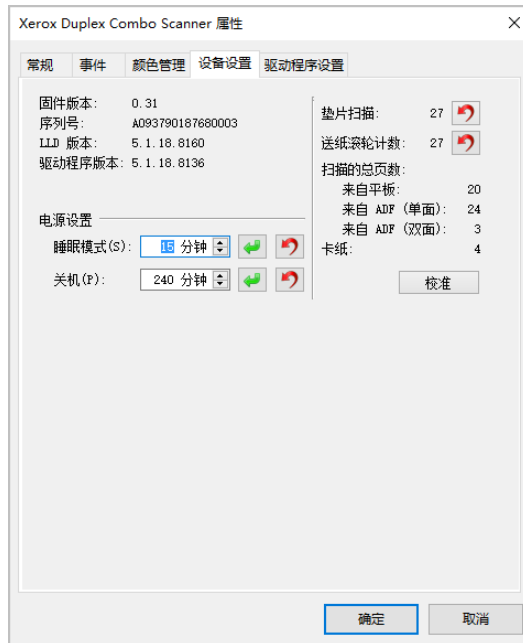 Xerox Duplex Combo Scanner 属性
常规 事件 颜色管理 设备设置 驱动程序设置
固件版本: 0.31
序列号: A093790187680003
LLD 版本: 5.1.18.8160
驱动程序版本: 5.1.18.8136
电源设置
睡眠模式(S): 15 分钟
关机(P): 240 分钟
垫片扫描: 27
送纸滚轮计数: 27
扫描的总页数:
来自平板: 20
来自 ADF (单面): 24
来自 ADF (双面): 3
卡纸: 4
校准
确定 取消